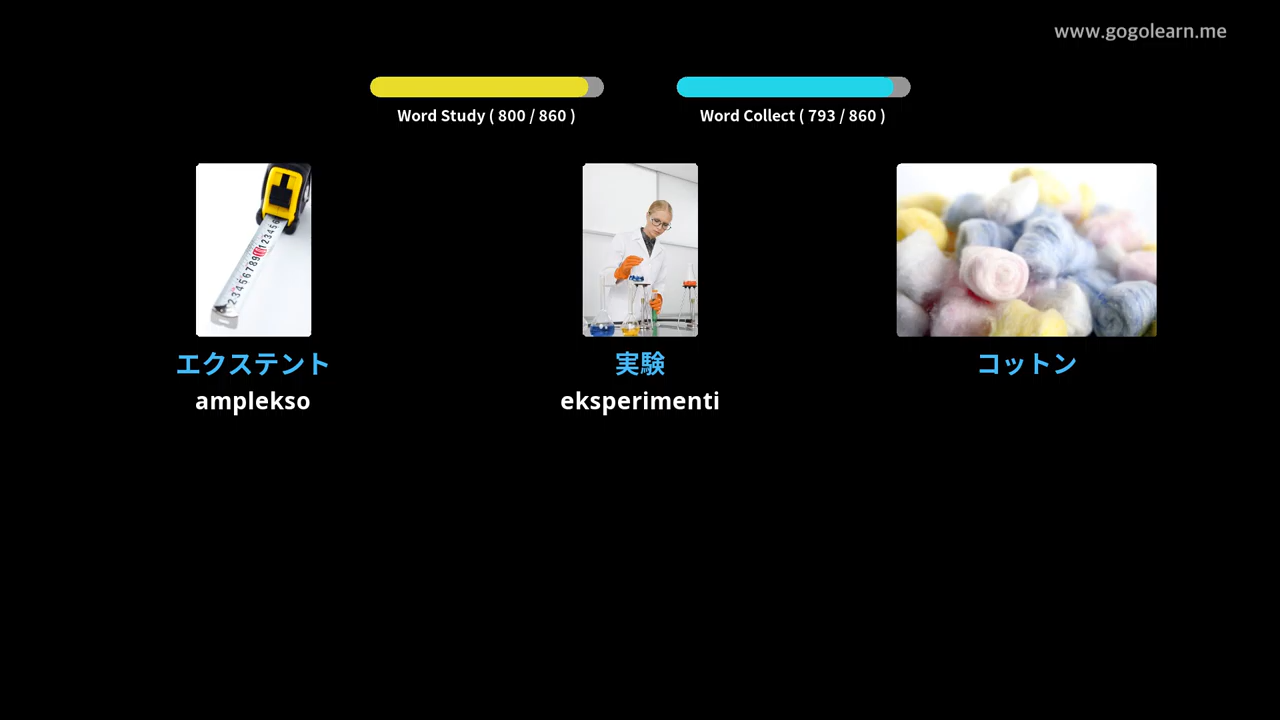 www.gogolearn.me
Word Study ( 800 / 860 )
Word Collect ( 793 / 860 )
エクステント
実験
コットン
amplekso
eksperimenti